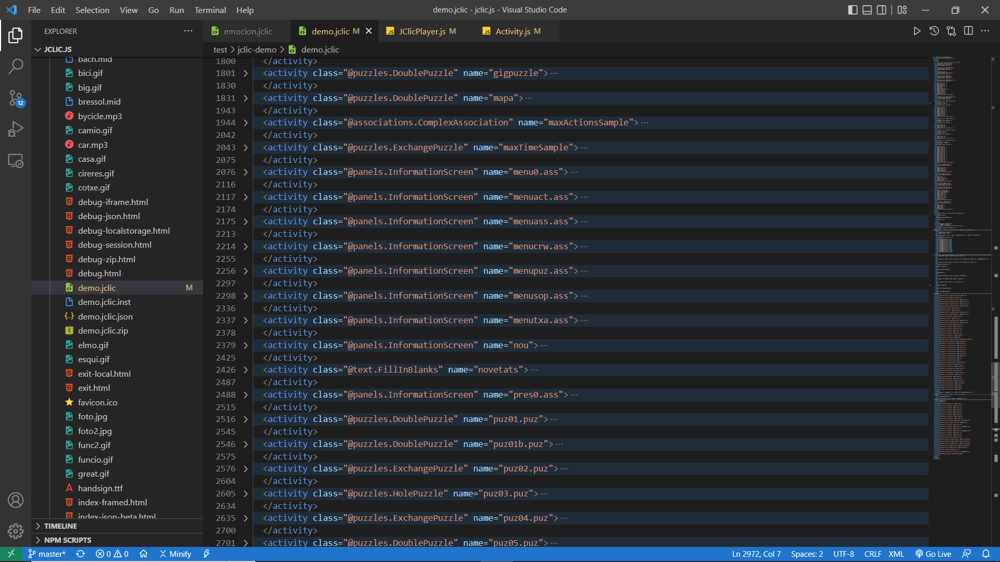 File Edit Selection View Go Run Terminal Help
demo.jclic - jclic.js - Visual Studio Code
EXPLORER
emocion.jclic
demo.jclic M
JS JClicPlayer.js M
JS Activity.js M
JCLIC.JS
test > jclic-demo > demo.jclic
bach.mid
bici.gif
big.gif
bressol.mid
bycicle.mp3
camio.gif
car.mp3
casa.gif
cireres.gif
cotxe.gif
debug-iframe.html
debug-json.html
debug-localstorage.html
debug-session.html
debug-zip.html
debug.html
demo.jclic M
demo.jclic.inst
demo.jclic.json
demo.jclic.zip
elmo.gif
esqui.gif
exit-local.html
exit.html
favicon.ico
foto.jpg
foto2.jpg
func2.gif
funcio.gif
great.gif
handsign.ttf
index-framed.html
index-json-beta.html
TIMELINE
NPM SCRIPTS
12
1800 </activity>
1801 <activity class="@puzzles.DoublePuzzle" name="gigpuzzle">···
1830 </activity>
1831 <activity class="@puzzles.DoublePuzzle" name="mapa">···
1943 </activity>
1944 <activity class="@associations.ComplexAssociation" name="maxActionsSample">···
2042 </activity>
2043 <activity class="@puzzles.ExchangePuzzle" name="maxTimeSample">···
2075 </activity>
2076 <activity class="@panels.InformationScreen" name="menu0.ass">···
2116 </activity>
2117 <activity class="@panels.InformationScreen" name="menuact.ass">···
2174 </activity>
2175 <activity class="@panels.InformationScreen" name="menuass.ass">···
2213 </activity>
2214 <activity class="@panels.InformationScreen" name="menucrw.ass">···
2255 </activity>
2256 <activity class="@panels.InformationScreen" name="menupuz.ass">···
2297 </activity>
2298 <activity class="@panels.InformationScreen" name="menusop.ass">···
2336 </activity>
2337 <activity class="@panels.InformationScreen" name="menutxa.ass">···
2378 </activity>
2379 <activity class="@panels.InformationScreen" name="nou">···
2425 </activity>
2426 <activity class="@text.FillInBlanks" name="novetats">···
2487 </activity>
2488 <activity class="@panels.InformationScreen" name="pres0.ass">···
2515 </activity>
2516 <activity class="@puzzles.DoublePuzzle" name="puz01.puz">···
2545 </activity>
2546 <activity class="@puzzles.DoublePuzzle" name="puz01b.puz">···
2575 </activity>
2576 <activity class="@puzzles.ExchangePuzzle" name="puz02.puz">···
2604 </activity>
2605 <activity class="@puzzles.HolePuzzle" name="puz03.puz">···
2634 </activity>
2635 <activity class="@puzzles.ExchangePuzzle" name="puz04.puz">···
2700 </activity>
2701 <activity class="@puzzles.DoublePuzzle" name="puz05.puz">···
master* 0 0 Minify
Ln 2972, Col 7 Spaces: 2 UTF-8 CRLF XML Go Live